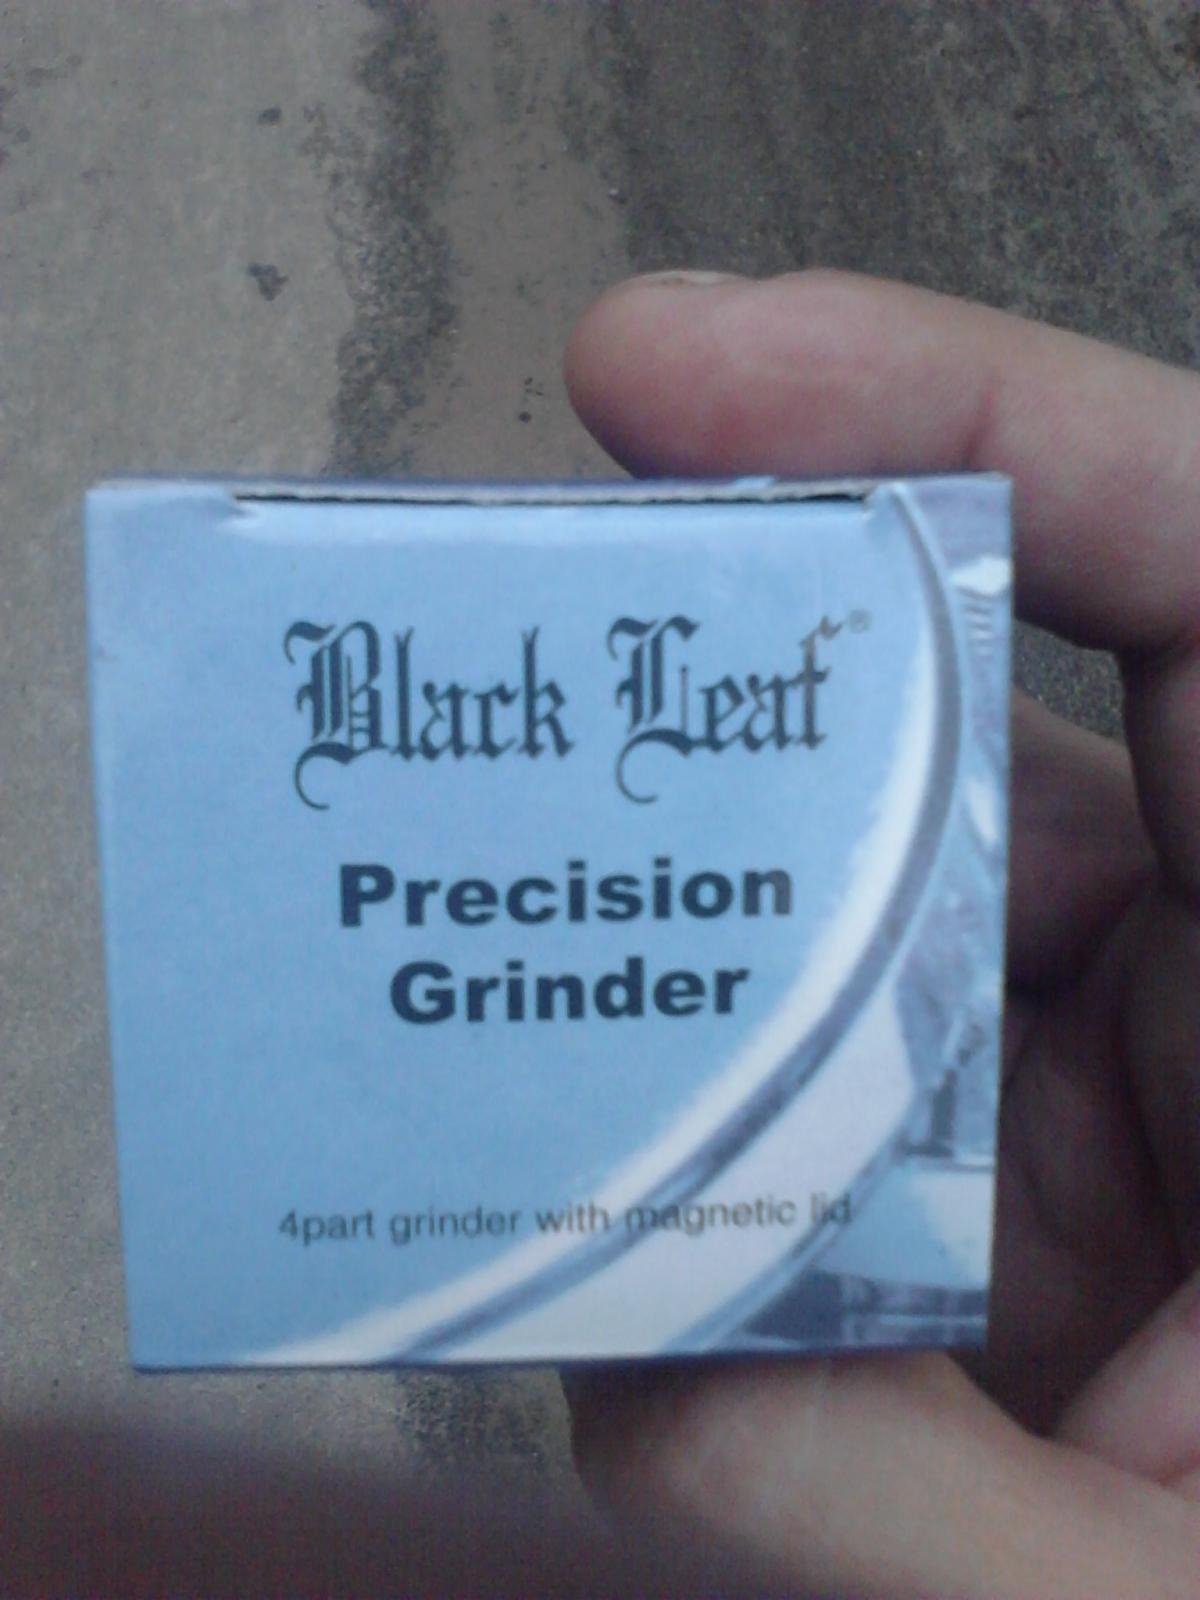 Black Leaf®
Precision
Grinder
4part grinder with magnetic lid